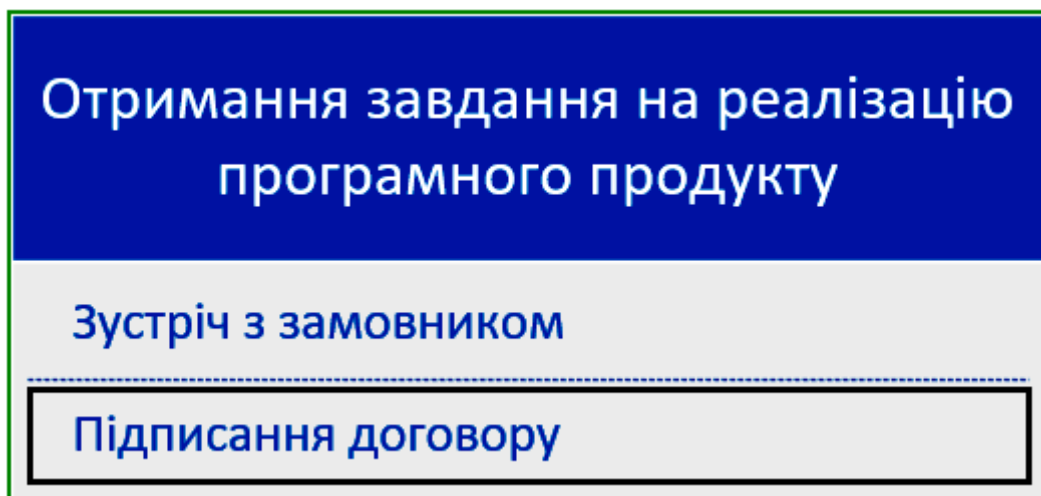 Отримання завдання на реалізацію
програмного продукту
Зустріч з замовником
Підписання договору